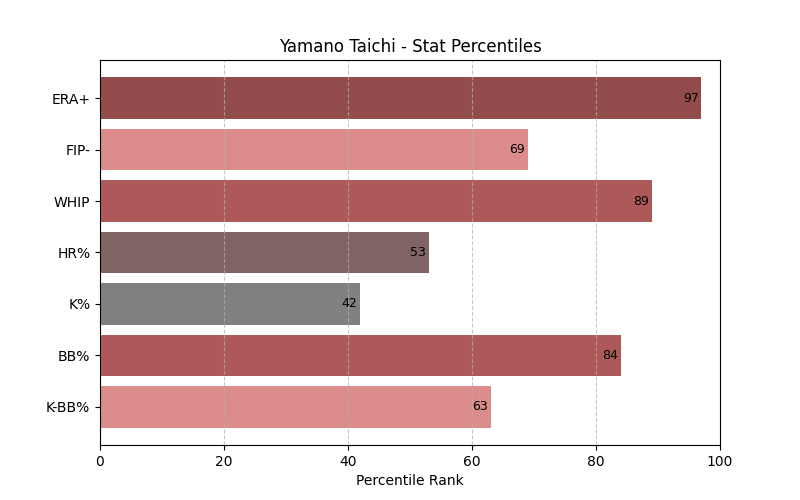 Yamano Taichi - Stat Percentiles
ERA+ 97
FIP- 69
WHIP 89
HR% 53
K% 42
BB% 84
K-BB% 63
0 20 40 60 80 100
Percentile Rank